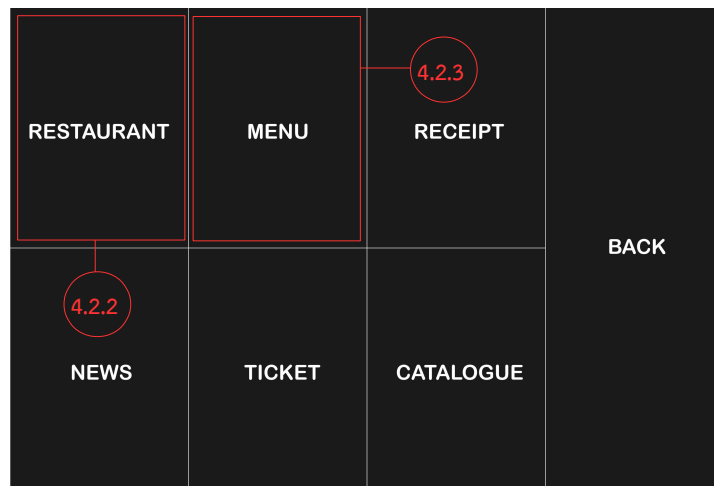 4.2.3
RESTAURANT
MENU
RECEIPT
BACK
4.2.2
NEWS
TICKET
CATALOGUE